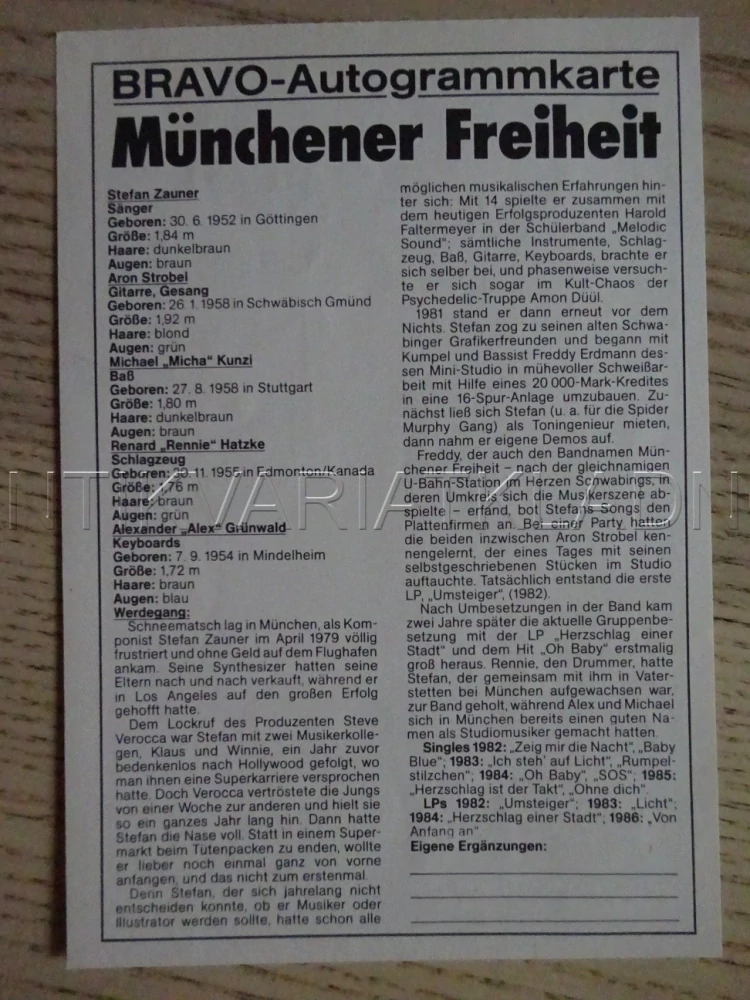 BRAVO-Autogrammkarte
Münchener Freiheit
Stefan Zauner
Sänger
Geboren: 30. 6. 1952 in Göttingen
Größe: 1,84 m
Haare: dunkelbraun
Augen: braun
Aron Strobel
Gitarre, Gesang
Geboren: 26. 1. 1958 in Schwäbisch Gmünd
Größe: 1,92 m
Haare: blond
Augen: grün
Michael „Micha“ Kunzi
Baß
Geboren: 27. 8. 1958 in Stuttgart
Größe: 1,80 m
Haare: dunkelbraun
Augen: braun
Renard „Rennie“ Hatzke
Schlagzeug
Geboren: 30. 11. 1955 in Edmonton/Kanada
Größe: 1,76 m
Haare: braun
Augen: grün
Alexander „Alex“ Grünwald
Keyboards
Geboren: 7. 9. 1954 in Mindelheim
Größe: 1,72 m
Haare: braun
Augen: blau
Werdegang:
Schneematsch lag in München, als Kom-
ponist Stefan Zauner im April 1979 völlig
frustriert und ohne Geld auf dem Flughafen
ankam. Seine Synthesizer hatten seine
Eltern nach und nach verkauft, während er
in Los Angeles auf den großen Erfolg
gehofft hatte.
Dem Lockruf des Produzenten Steve
Verocca war Stefan mit zwei Musikerkolle-
gen, Klaus und Winnie, ein Jahr zuvor
bedenkenlos nach Hollywood gefolgt, wo
man ihnen eine Superkarriere versprochen
hatte. Doch Verocca vertröstete die Jungs
von einer Woche zur anderen und hielt sie
so ein ganzes Jahr lang hin. Dann hatte
Stefan die Nase voll. Statt in einem Super-
markt beim Tütenpacken zu enden, wollte
er lieber noch einmal ganz von vorne
anfangen, und das nicht zum erstenmal.
Denn Stefan, der sich jahrelang nicht
entscheiden konnte, ob er Musiker oder
Illustrator werden sollte, hatte schon alle
möglichen musikalischen Erfahrungen hin-
ter sich: Mit 14 spielte er zusammen mit
dem heutigen Erfolgsproduzenten Harold
Faltermeyer in der Schülerband „Melodic
Sound“; sämtliche Instrumente, Schlag-
zeug, Baß, Gitarre, Keyboards, brachte er
sich selber bei, und phasenweise versuch-
te er sich sogar im Kult-Chaos der
Psychedelic-Truppe Amon Düül.
1981 stand er dann erneut vor dem
Nichts. Stefan zog zu seinen alten Schwa-
binger Grafikerfreunden und begann mit
Kumpel und Bassist Freddy Erdmann des-
sen Mini-Studio in mühevoller Schweißar-
beit mit Hilfe eines 20 000-Mark-Kredites
in eine 16-Spur-Anlage umzubauen. Zu-
nächst ließ sich Stefan (u. a. für die Spider
Murphy Gang) als Toningenieur mieten,
dann nahm er eigene Demos auf.
Freddy, der auch den Bandnamen Mün-
chener Freiheit – nach der gleichnamigen
U-Bahn-Station im Herzen Schwabings, in
deren Umkreis sich die Musikerszene ab-
spielte – erfand, bot Stefans Songs den
Plattenfirmen an. Bei einer Party hatten
die beiden inzwischen Aron Strobel ken-
nengelernt, der eines Tages mit seinen
selbstgeschriebenen Stücken im Studio
auftauchte. Tatsächlich entstand die erste
LP, „Umsteiger“, (1982).
Nach Umbesetzungen in der Band kam
zwei Jahre später die aktuelle Gruppenbe-
setzung mit der LP „Herzschlag einer
Stadt“ und dem Hit „Oh Baby“ erstmalig
groß heraus. Rennie, den Drummer, hatte
Stefan, der gemeinsam mit ihm in Vater-
stetten bei München aufgewachsen war,
zur Band geholt, während Alex und Michael
sich in München bereits einen guten Na-
men als Studiomusiker gemacht hatten.
Singles 1982: „Zeig mir die Nacht“, „Baby
Blue“; 1983: „Ich steh' auf Licht“, „Rumpel-
stilzchen“; 1984: „Oh Baby“, „SOS“; 1985:
„Herzschlag ist der Takt“, „Ohne dich“.
LPs 1982: „Umsteiger“; 1983: „Licht“;
1984: „Herzschlag einer Stadt“; 1986: „Von
Anfang an“
Eigene Ergänzungen: